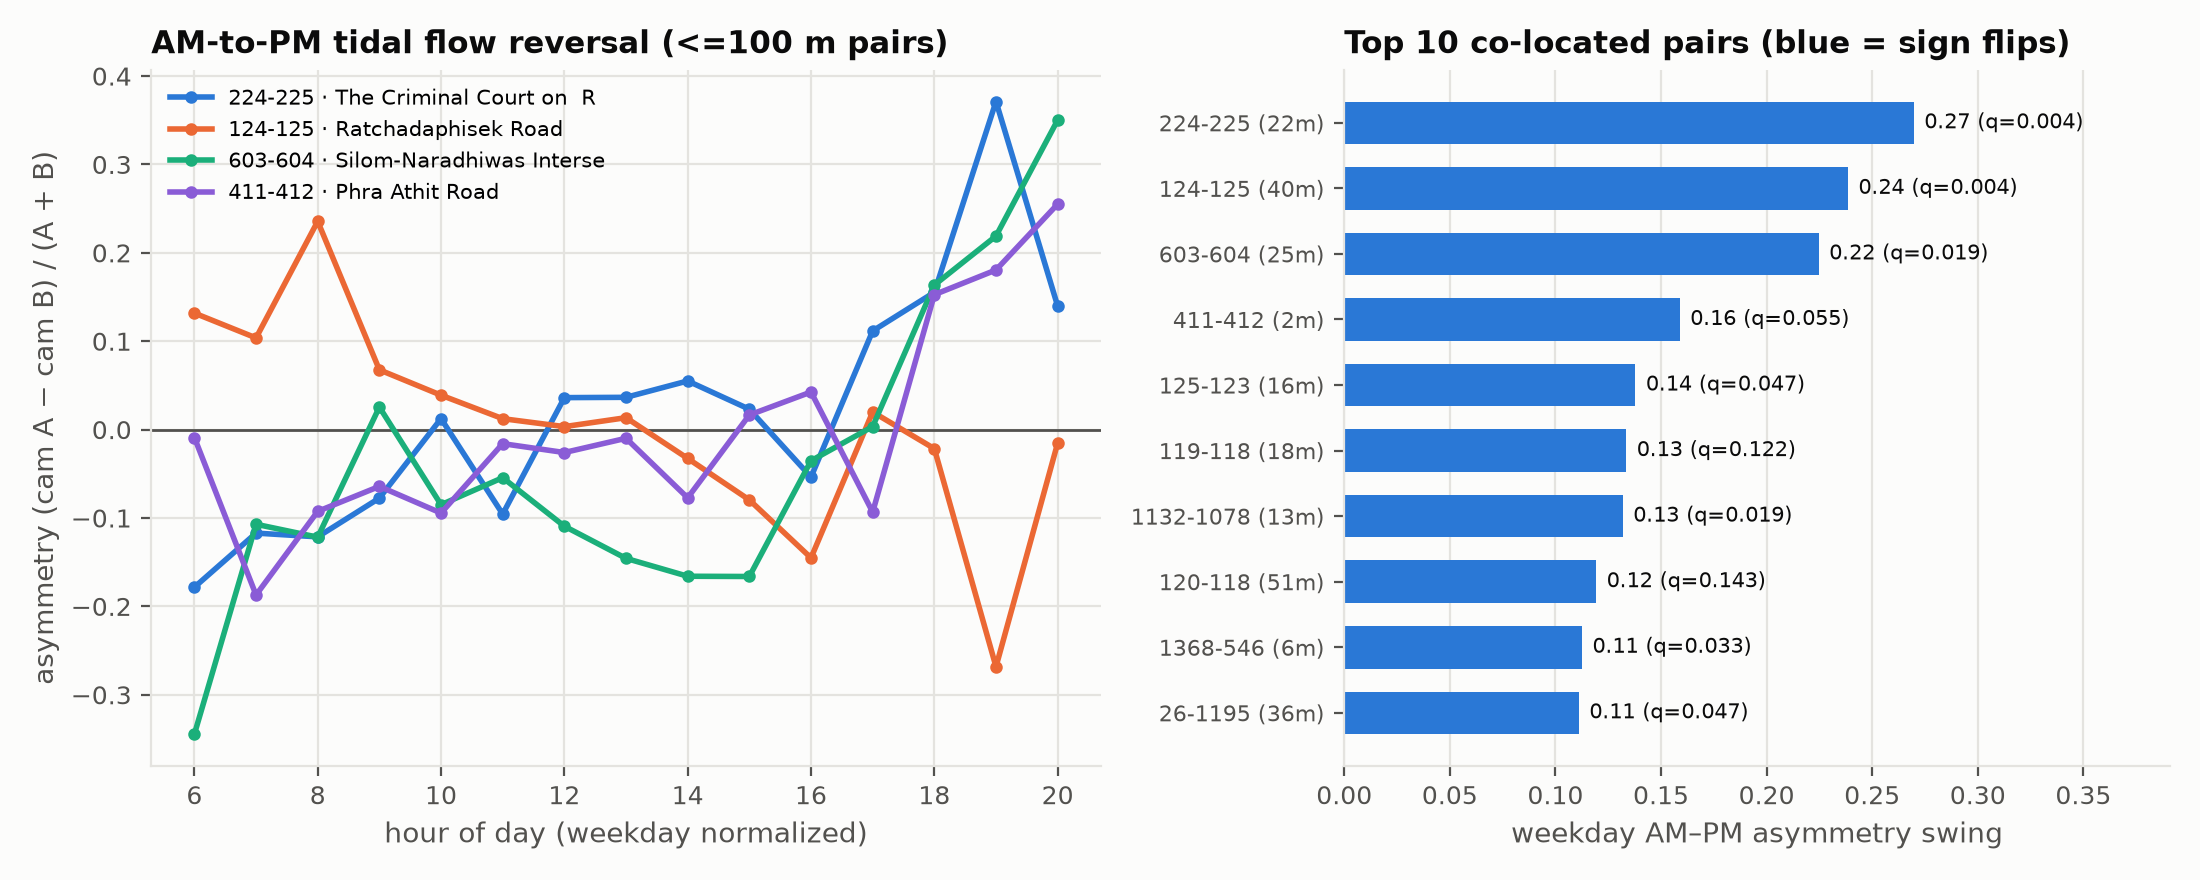 AM-to-PM tidal flow reversal (<=100 m pairs)
asymmetry (cam A − cam B) / (A + B)
0.4
0.3
0.2
0.1
0.0
−0.1
−0.2
−0.3
224-225 · The Criminal Court on  R
124-125 · Ratchadaphisek Road
603-604 · Silom-Naradhiwas Interse
411-412 · Phra Athit Road
6 8 10 12 14 16 18 20
hour of day (weekday normalized)
Top 10 co-located pairs (blue = sign flips)
224-225 (22m) 0.27 (q=0.004)
124-125 (40m) 0.24 (q=0.004)
603-604 (25m) 0.22 (q=0.019)
411-412 (2m) 0.16 (q=0.055)
125-123 (16m) 0.14 (q=0.047)
119-118 (18m) 0.13 (q=0.122)
1132-1078 (13m) 0.13 (q=0.019)
120-118 (51m) 0.12 (q=0.143)
1368-546 (6m) 0.11 (q=0.033)
26-1195 (36m) 0.11 (q=0.047)
0.00 0.05 0.10 0.15 0.20 0.25 0.30 0.35
weekday AM–PM asymmetry swing